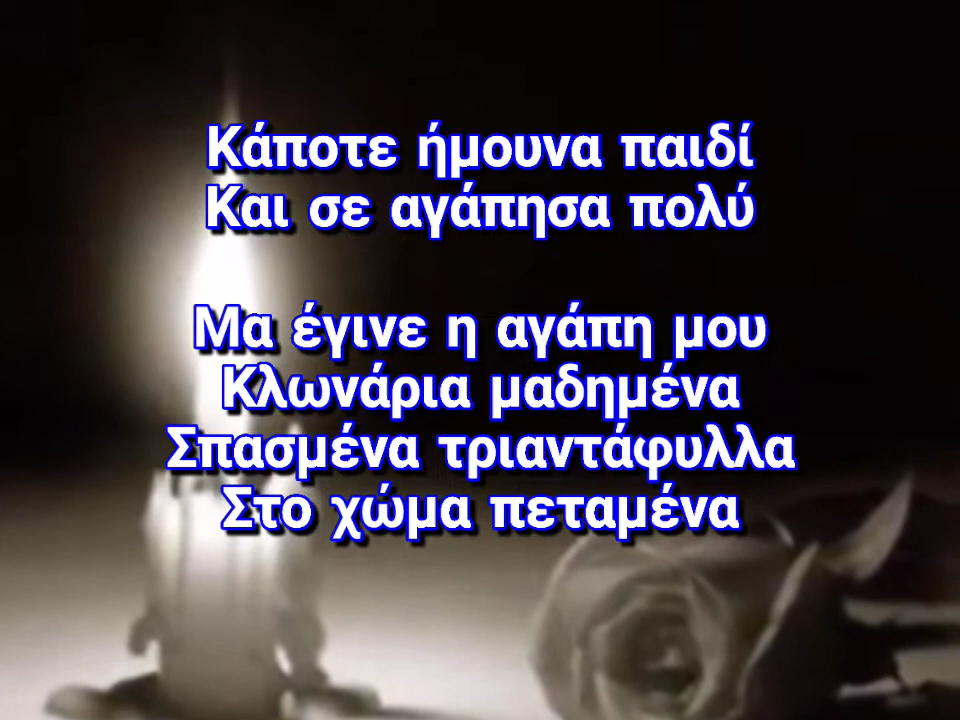 Κάποτε ήμουνα παιδί
Και σε αγάπησα πολύ
Μα έγινε η αγάπη μου
Κλωνάρια μαδημένα
Σπασμένα τριαντάφυλλα
Στο χώμα πεταμένα